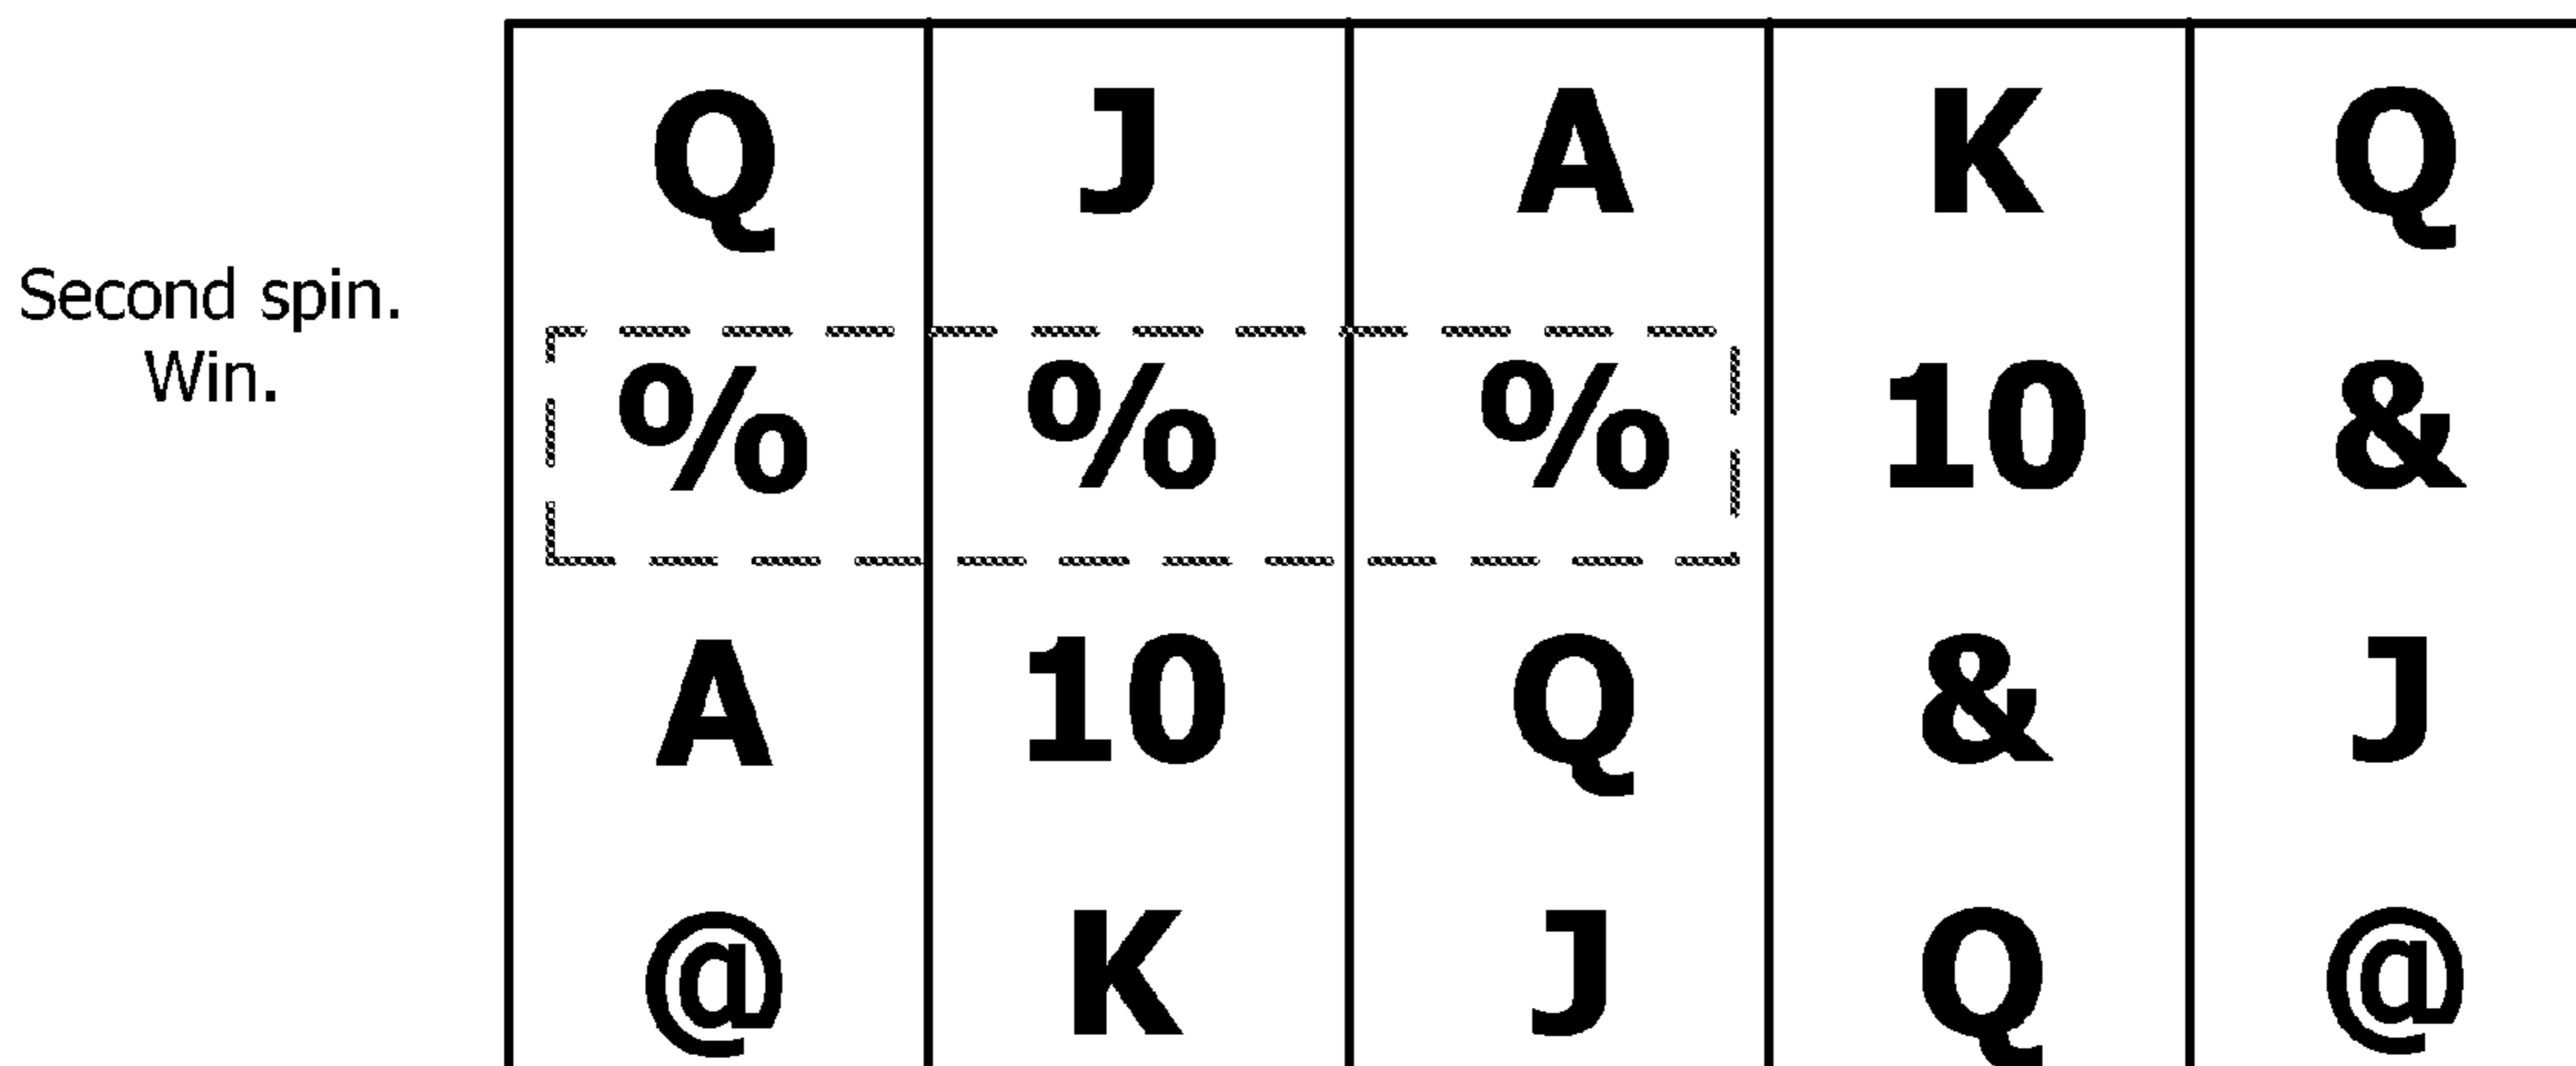 Q J A K Q
Second spin.
Win.
% % % 10 &
A 10 Q & J
@ K J Q @